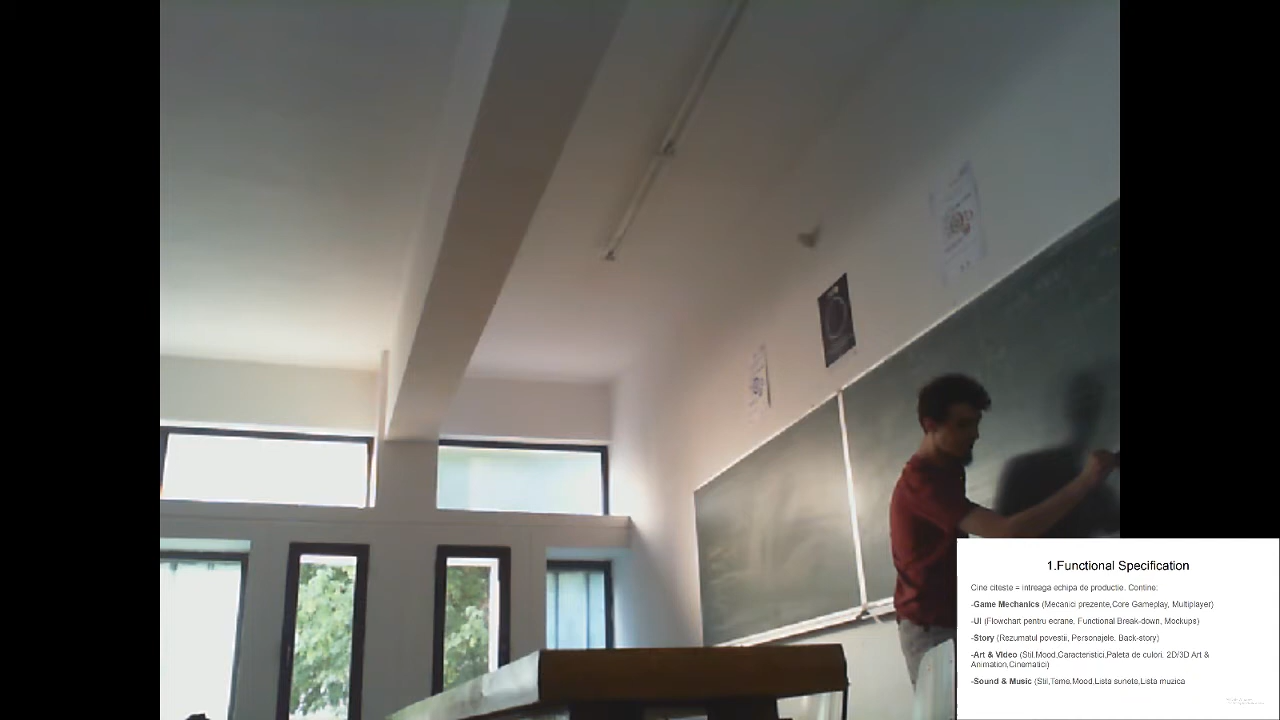 1.Functional Specification
Cine citeste = intreaga echipa de productie. Contine:
-Game Mechanics (Mecanici prezente,Core Gameplay, Multiplayer)
-UI (Flowchart pentru ecrane. Functional Break-down, Mockups)
-Story (Rezumatul povestii, Personajele. Back-story)
-Art & Video (Stil.Mood.Caracteristici,Paleta de culori. 2D/3D Art &
Animation,Cinematici)
-Sound & Music (Stil,Tema.Mood.Lista sunete,Lista muzica